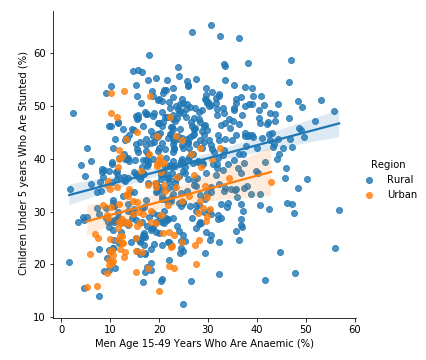 Children Under 5 years Who Are Stunted (%)
60
50
40
30
20
10
0
10
20
30
40
50
60
Men Age 15-49 Years Who Are Anaemic (%)
Region
Rural
Urban